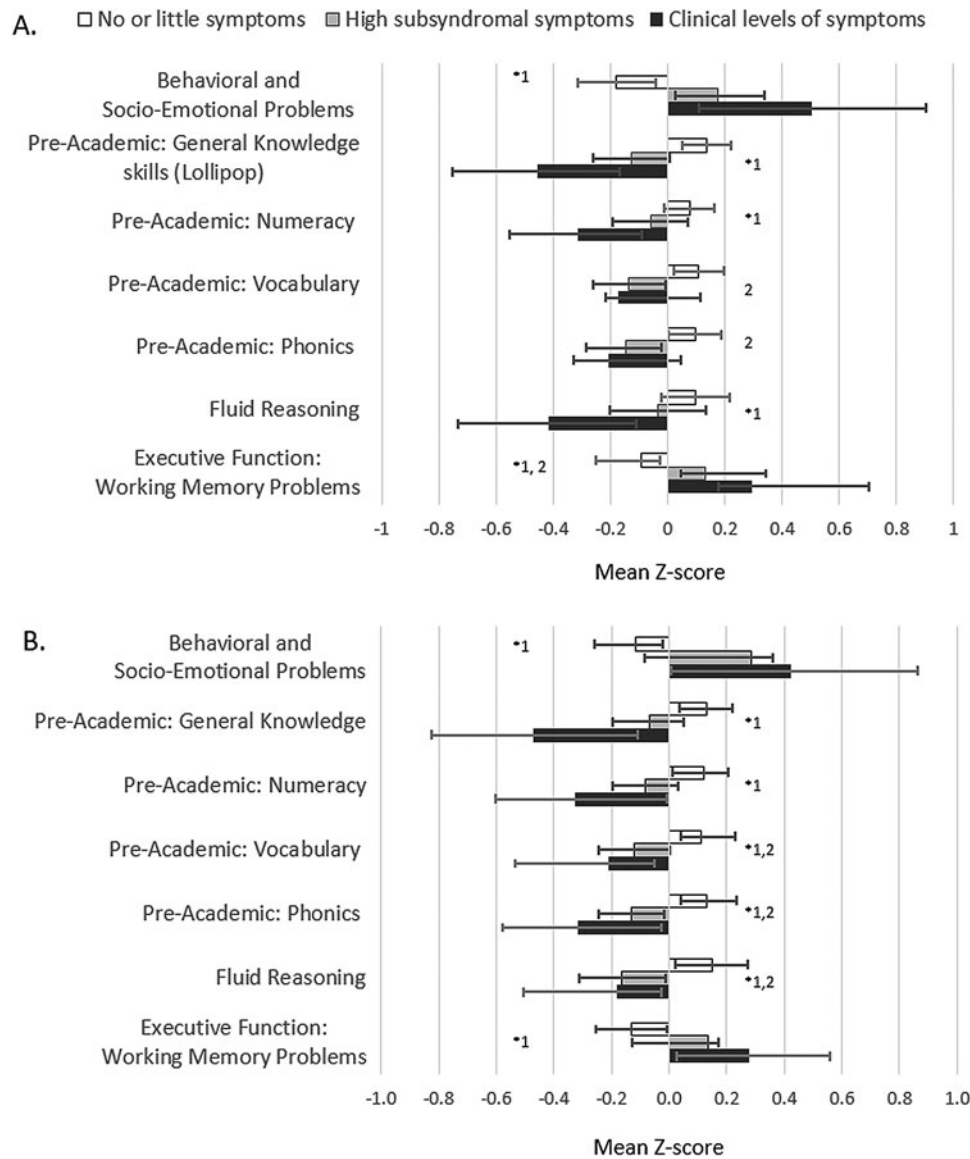 A.
No or little symptoms High subsyndromal symptoms Clinical levels of symptoms
Behavioral and
Socio-Emotional Problems
*1
Pre-Academic: General Knowledge
skills (Lollipop)
*1
Pre-Academic: Numeracy
*1
Pre-Academic: Vocabulary
2
Pre-Academic: Phonics
2
Fluid Reasoning
*1
Executive Function:
Working Memory Problems
*1, 2
-1 -0.8 -0.6 -0.4 -0.2 0 0.2 0.4 0.6 0.8 1
Mean Z-score
B.
Behavioral and
Socio-Emotional Problems
*1
Pre-Academic: General Knowledge
*1
Pre-Academic: Numeracy
*1
Pre-Academic: Vocabulary
*1,2
Pre-Academic: Phonics
*1,2
Fluid Reasoning
*1,2
Executive Function:
Working Memory Problems
*1
-1.0 -0.8 -0.6 -0.4 -0.2 0.0 0.2 0.4 0.6 0.8 1.0
Mean Z-score